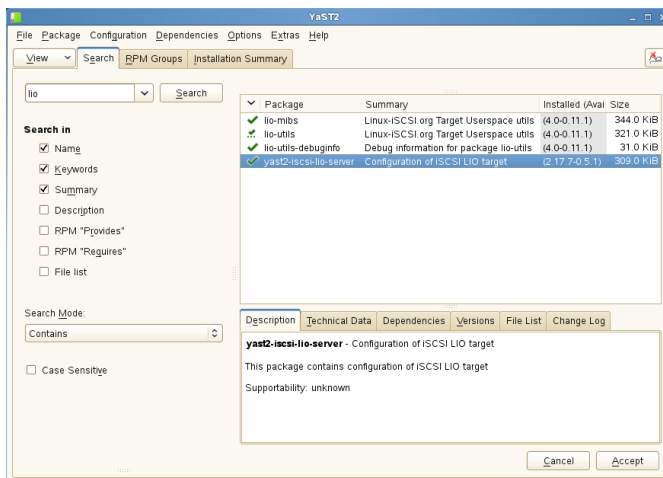 YaST2
File Package Configuration Dependencies Options Extras Help
View Search RPM Groups Installation Summary
lio Search
Search in
Name
Keywords
Summary
Description
RPM "Provides"
RPM "Requires"
File list
Search Mode:
Contains
Case Sensitive
Package Summary Installed (Avai Size
lio-mibs Linux-iSCSI.org Target Userspace utils (4.0-0.11.1) 344.0 KiB
lio-utils Linux-iSCSI.org Target Userspace utils (4.0-0.11.1) 321.0 KiB
lio-utils-debuginfo Debug information for package lio-utils (4.0-0.11.1) 31.0 KiB
yast2-iscsi-lio-server Configuration of iSCSI LIO target (2.17.7-0.5.1) 309.0 KiB
Description Technical Data Dependencies Versions File List Change Log
yast2-iscsi-lio-server - Configuration of iSCSI LIO target
This package contains configuration of iSCSI LIO target
Supportability: unknown
Cancel Accept